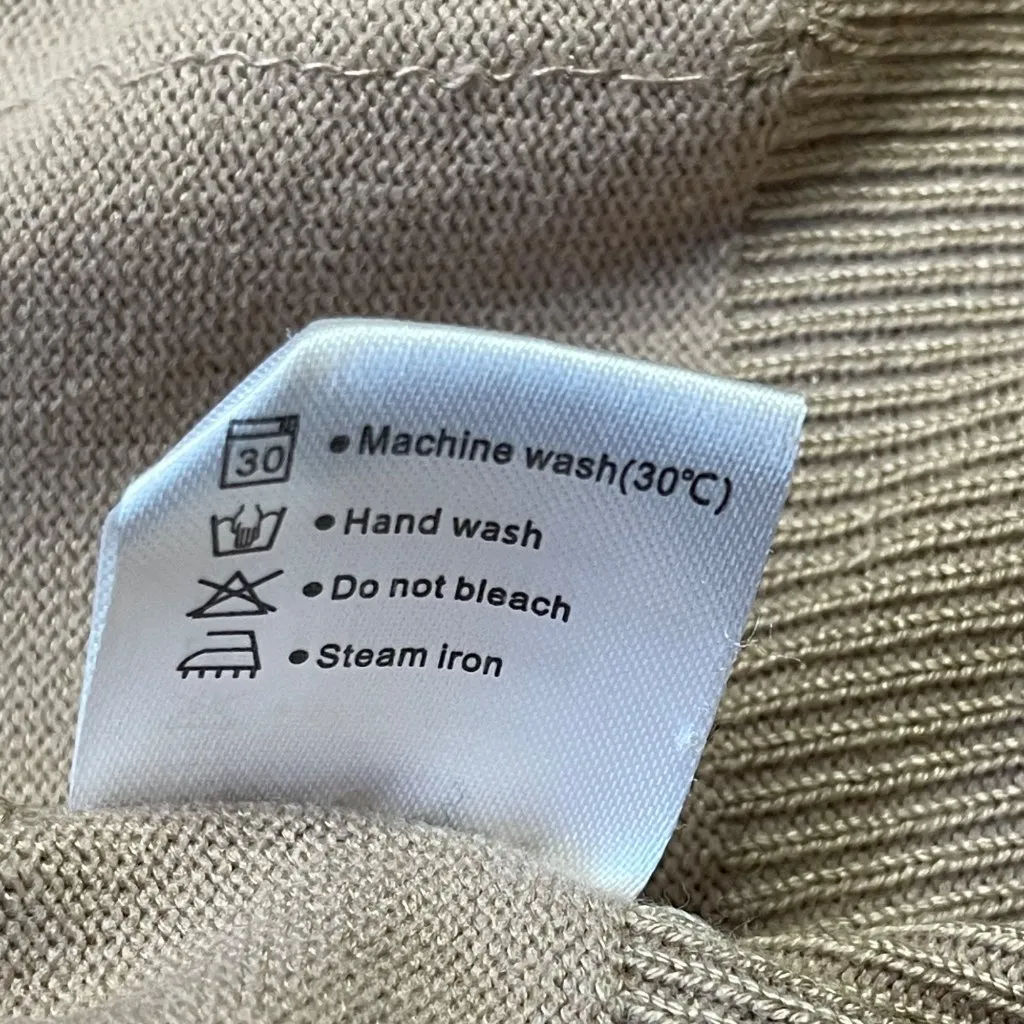 30 • Machine wash(30℃)
• Hand wash
• Do not bleach
• Steam iron